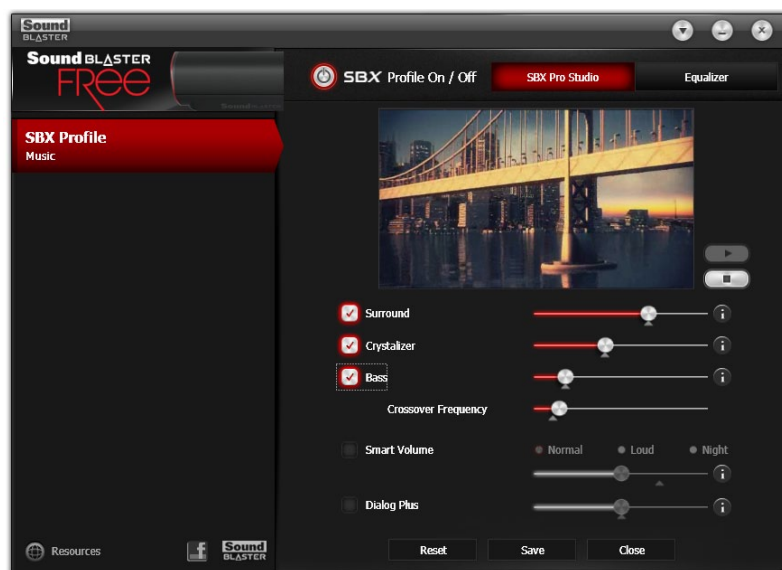 Sound
BLASTER
Sound BLASTER
FREE
SBX Profile On / Off
SBX Pro Studio
Equalizer
SBX Profile
Music
Surround
Crystalizer
Bass
Crossover Frequency
Smart Volume
Normal
Loud
Night
Dialog Plus
Resources
f
Sound
BLASTER
Reset
Save
Close